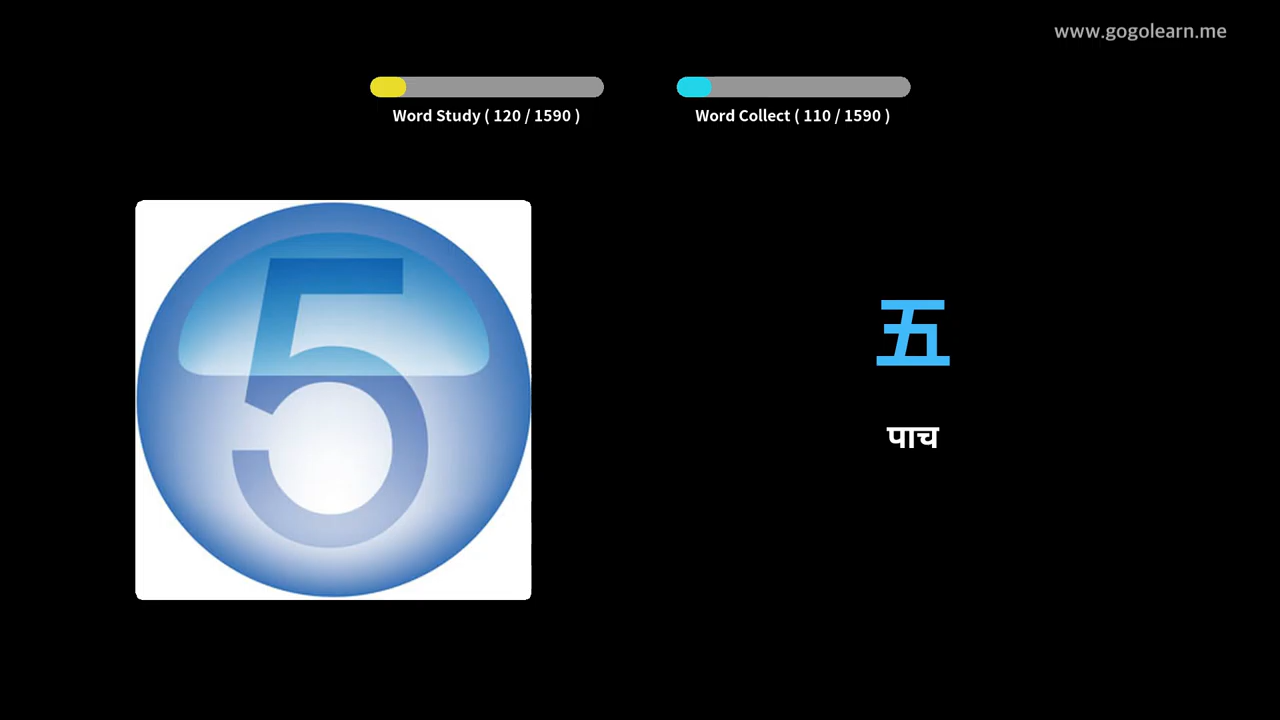 www.gogolearn.me
Word Study ( 120 / 1590 )
Word Collect ( 110 / 1590 )
5
五
पाच